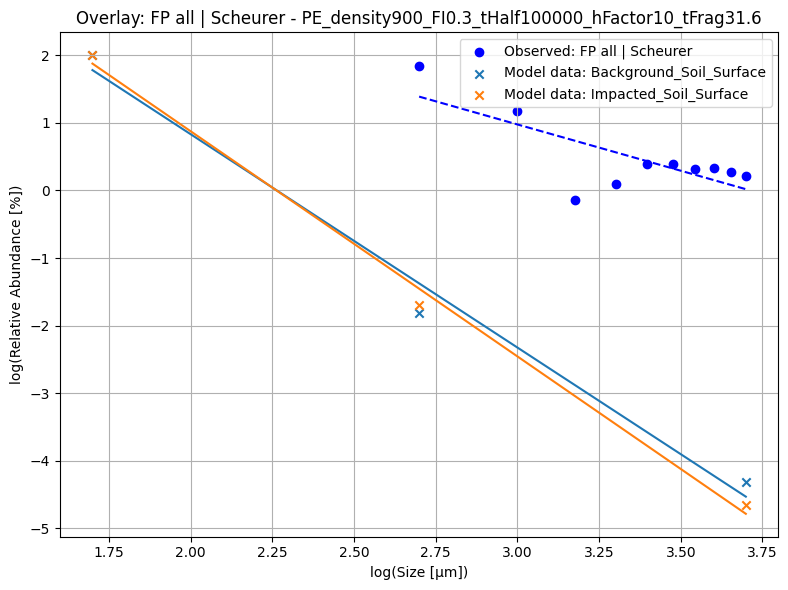 Overlay: FP all | Scheurer - PE_density900_FI0.3_tHalf100000_hFactor10_tFrag31.6
Observed: FP all | Scheurer
Model data: Background_Soil_Surface
Model data: Impacted_Soil_Surface
log(Relative Abundance [%])
2
1
0
−1
−2
−3
−4
−5
1.75
2.00
2.25
2.50
2.75
3.00
3.25
3.50
3.75
log(Size [µm])